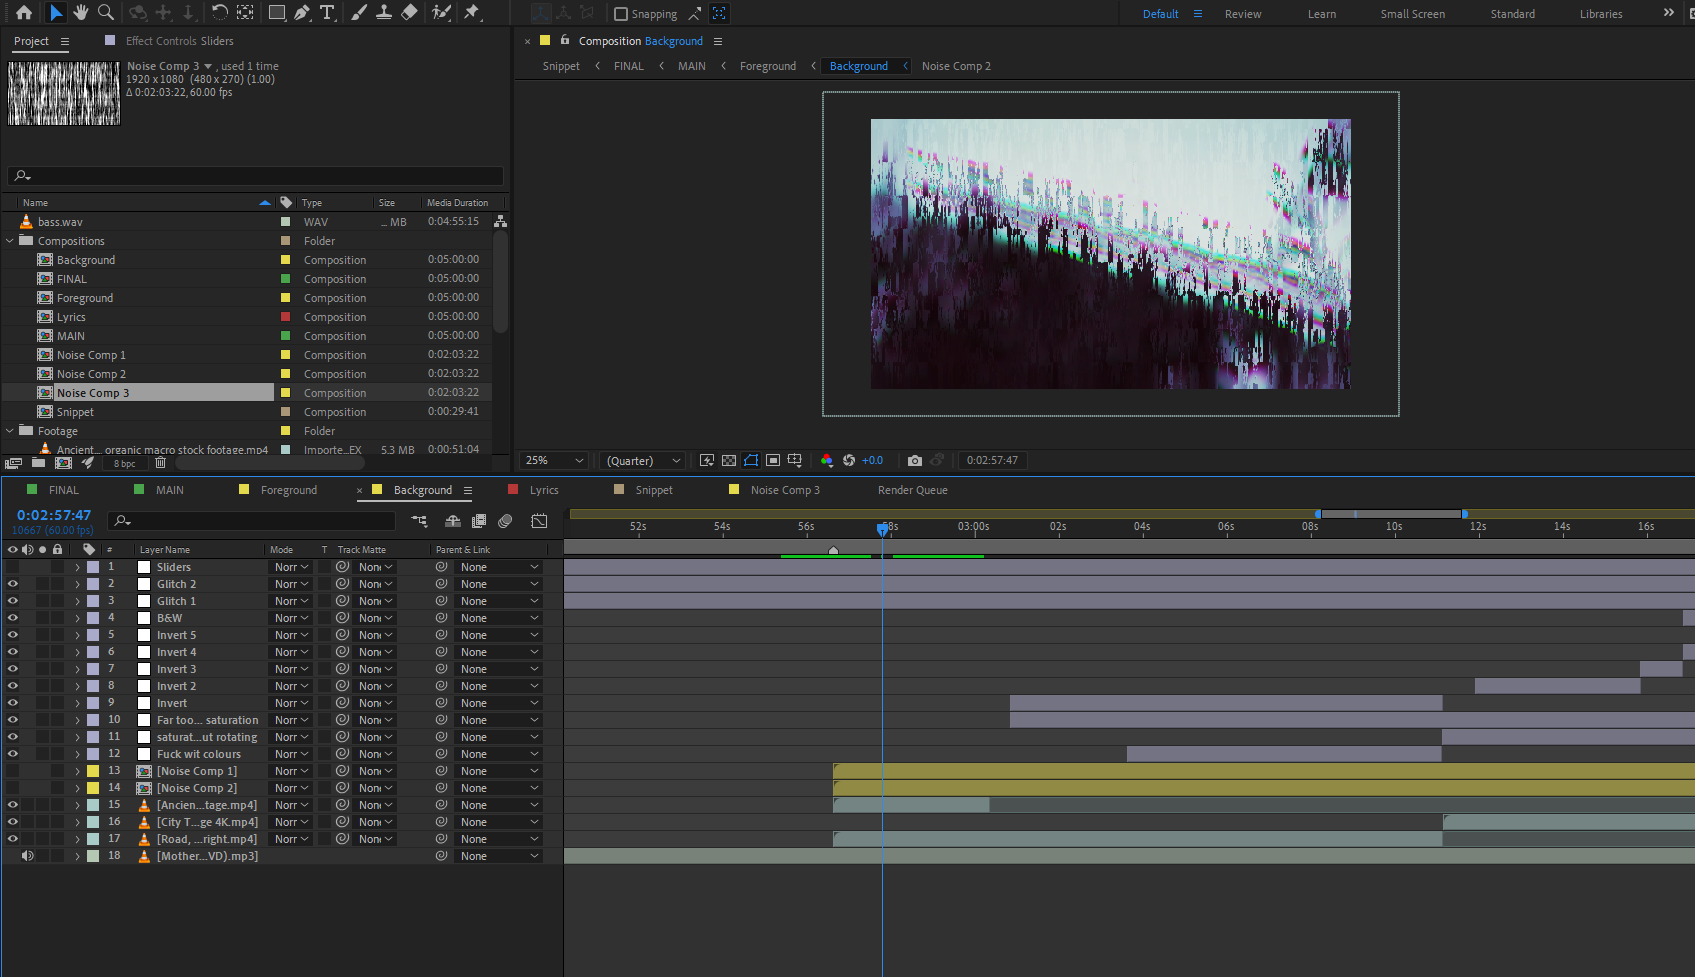 Snapping
Default
Review
Learn
Small Screen
Standard
Libraries
Project
Effect Controls Sliders
Noise Comp 3 , used 1 time
1920 x 1080 (480 x 270) (1.00)
Δ 0:02:03:22, 60.00 fps
Name Type Size Media Duration
bass.wav WAV ... MB 0:04:55:15
Compositions Folder
Background Composition 0:05:00:00
FINAL Composition 0:05:00:00
Foreground Composition 0:05:00:00
Lyrics Composition 0:05:00:00
MAIN Composition 0:05:00:00
Noise Comp 1 Composition 0:02:03:22
Noise Comp 2 Composition 0:02:03:22
Noise Comp 3 Composition 0:02:03:22
Snippet Composition 0:00:29:41
Footage Folder
Ancient... organic macro stock footage.mp4 Importe...EX 5.3 MB 0:00:51:04
8 bpc
Composition Background
Snippet FINAL MAIN Foreground Background Noise Comp 2
25% (Quarter) +0.0 0:02:57:47
FINAL MAIN Foreground Background Lyrics Snippet Noise Comp 3 Render Queue
0:02:57:47
10667 (60.00 fps)
52s 54s 56s 58s 03:00s 02s 04s 06s 08s 10s 12s 14s 16s
# Layer Name Mode T Track Matte Parent & Link
1 Sliders Norr None None
2 Glitch 2 Norr None None
3 Glitch 1 Norr None None
4 B&W Norr None None
5 Invert 5 Norr None None
6 Invert 4 Norr None None
7 Invert 3 Norr None None
8 Invert 2 Norr None None
9 Invert Norr None None
10 Far too... saturation Norr None None
11 saturat...ut rotating Norr None None
12 Fuck wit colours Norr None None
13 [Noise Comp 1] Norr None None
14 [Noise Comp 2] Norr None None
15 [Ancien...tage.mp4] Norr None None
16 [City T...ge 4K.mp4] Norr None None
17 [Road, ...right.mp4] Norr None None
18 [Mother...VD).mp3] None